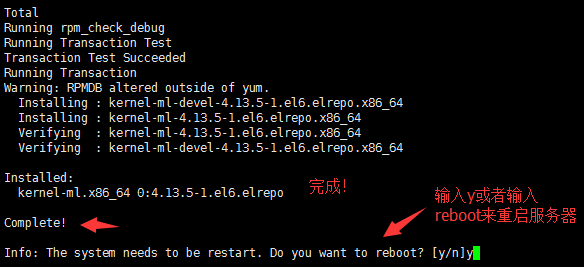 Total
Running rpm_check_debug
Running Transaction Test
Transaction Test Succeeded
Running Transaction
Warning: RPMDB altered outside of yum.
  Installing : kernel-ml-devel-4.13.5-1.el6.elrepo.x86_64
  Installing : kernel-ml-4.13.5-1.el6.elrepo.x86_64
  Verifying  : kernel-ml-4.13.5-1.el6.elrepo.x86_64
  Verifying  : kernel-ml-devel-4.13.5-1.el6.elrepo.x86_64
Installed:
  kernel-ml.x86_64 0:4.13.5-1.el6.elrepo
完成!
输入y或者输入
reboot来重启服务器
Complete!
Info: The system needs to be restart. Do you want to reboot? [y/n]y